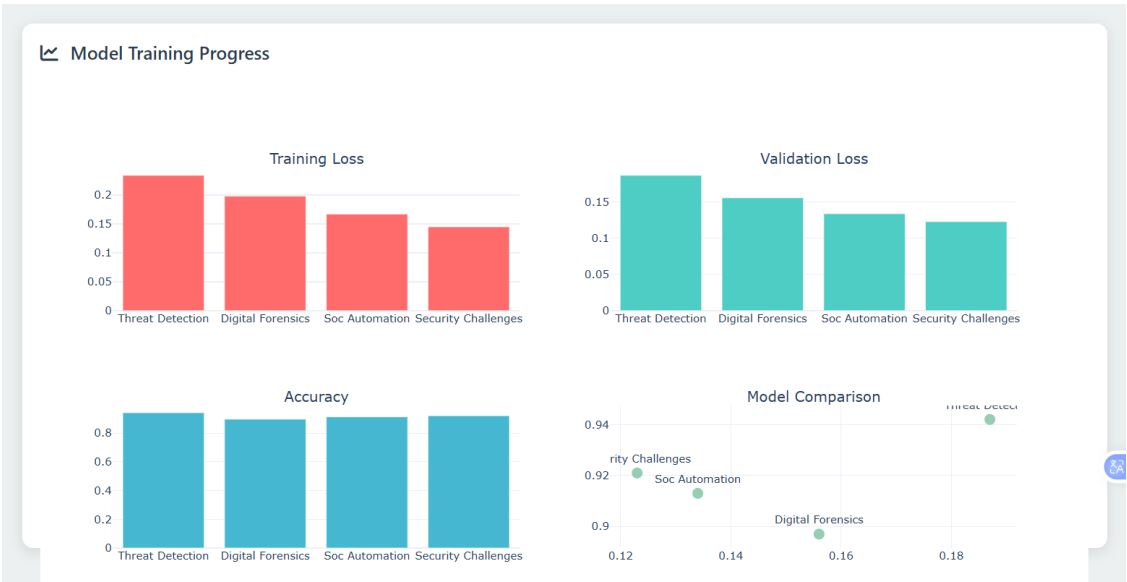 Model Training Progress
Training Loss
0.2
0.15
0.1
0.05
0
Threat Detection Digital Forensics Soc Automation Security Challenges
Validation Loss
0.15
0.1
0.05
0
Threat Detection Digital Forensics Soc Automation Security Challenges
Accuracy
0.8
0.6
0.4
0.2
0
Threat Detection Digital Forensics Soc Automation Security Challenges
Model Comparison
Threat Detecti
0.94
rity Challenges
0.92
Soc Automation
Digital Forensics
0.9
0.12 0.14 0.16 0.18